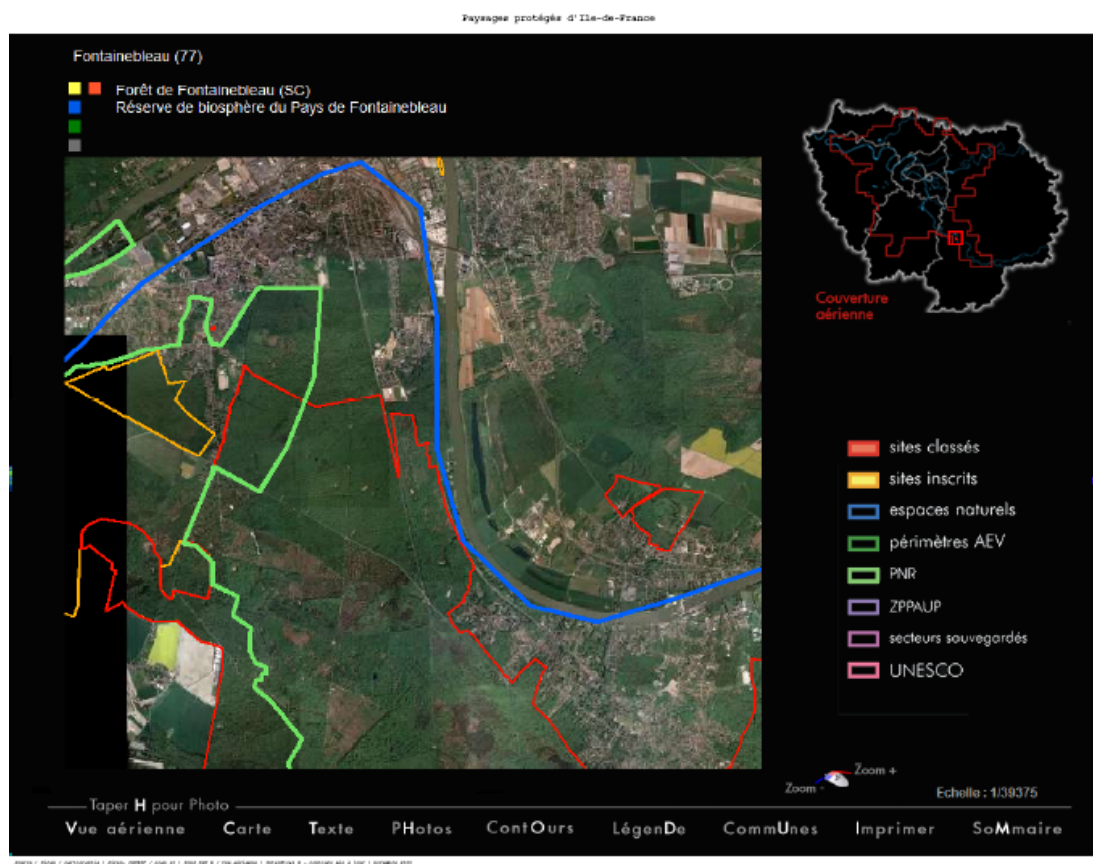 Paysages protégés d'Ile-de-France
Fontainebleau (77)
Forêt de Fontainebleau (SC)
Réserve de biosphère du Pays de Fontainebleau
Couverture
aérienne
sites classés
sites inscrits
espaces naturels
périmètres AEV
PNR
ZPPAUP
secteurs sauvegardés
UNESCO
Zoom +
Zoom -
Echelle : 1/39375
Taper H pour Photo
Vue aérienne Carte Texte PHotos ContOurs LégenDe CommUnes Imprimer SoMmaire